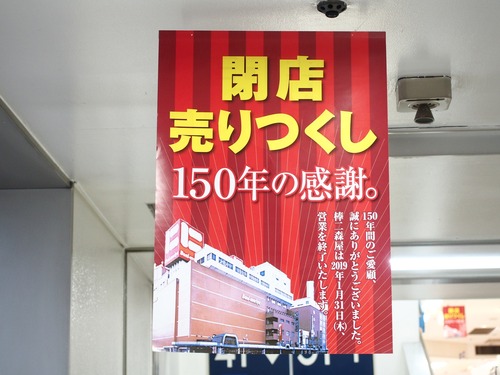 閉店
売りつくし
150年の感謝。
150年間のご愛顧、
誠にありがとうございました。
棒二森屋は2019年1月31日(木)、
営業を終了いたします。